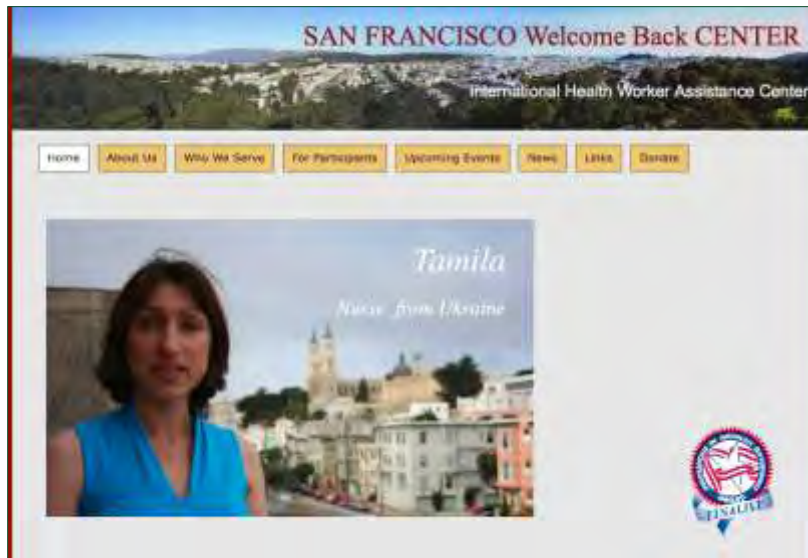 SAN FRANCISCO Welcome Back CENTER
International Health Worker Assistance Center
Home About Us Who We Serve For Participants Upcoming Events News Links Donate
Tamila
Nurse from Ukraine
FINALIST